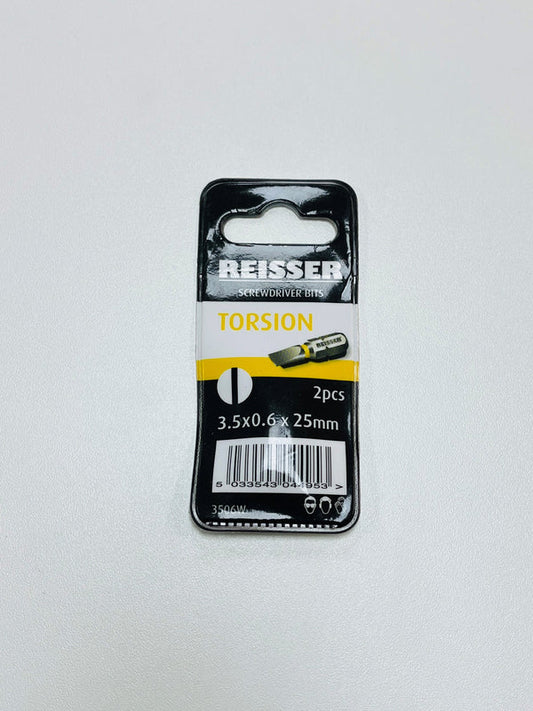 REISSER
SCREWDRIVER BITS
TORSION
REISSER
2pcs
3.5x0.6 x 25mm
5 033543 044953 >
3506W